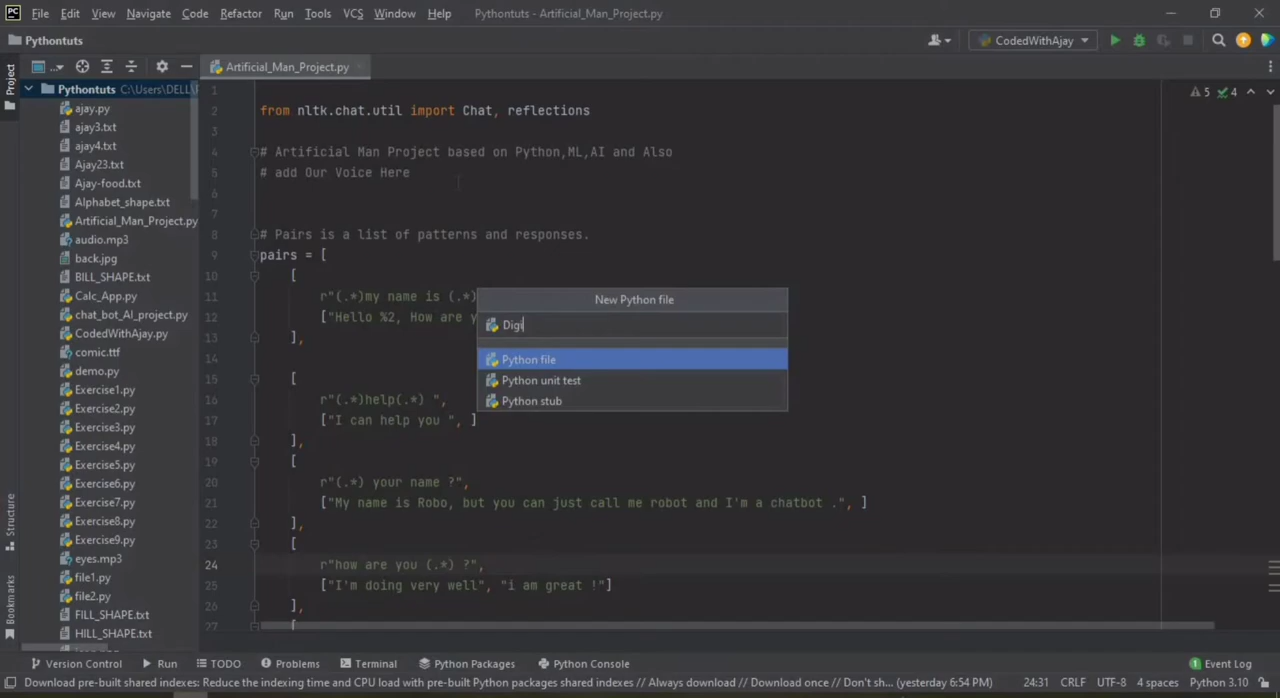 File Edit View Navigate Code Refactor Run Tools VCS Window Help Pythontuts - Artificial_Man_Project.py
Pythontuts CodedWithAjay
Project ... Artificial_Man_Project.py
Pythontuts C:\Users\DELL\
ajay.py
ajay3.txt
ajay4.txt
Ajay23.txt
Ajay-food.txt
Alphabet_shape.txt
Artificial_Man_Project.py
audio.mp3
back.jpg
BILL_SHAPE.txt
Calc_App.py
chat_bot_AI_project.py
CodedWithAjay.py
comic.ttf
demo.py
Exercise1.py
Exercise2.py
Exercise3.py
Exercise4.py
Exercise5.py
Exercise6.py
Exercise7.py
Exercise8.py
Exercise9.py
eyes.mp3
file1.py
file2.py
FILL_SHAPE.txt
HILL_SHAPE.txt
Structure
Bookmarks
5 4
1
2 from nltk.chat.util import Chat, reflections
3
4 # Artificial Man Project based on Python,ML,AI and Also
5 # add Our Voice Here
6
7
8 # Pairs is a list of patterns and responses.
9 pairs = [
10 [
11 r"(.*)my name is (.*)
12 ["Hello %2, How are y
13 ],
14
15 [
16 r"(.*)help(.*) ",
17 ["I can help you ", ]
18 ],
19 [
20 r"(.*) your name ?",
21 ["My name is Robo, but you can just call me robot and I'm a chatbot .", ]
22 ],
23 [
24 r"how are you (.*) ?",
25 ["I'm doing very well", "i am great !"]
26 ],
27 [
New Python file
Digi
Python file
Python unit test
Python stub
Version Control Run TODO Problems Terminal Python Packages Python Console 1 Event Log
Download pre-built shared indexes: Reduce the indexing time and CPU load with pre-built Python packages shared indexes // Always download // Download once // Don't sh... (yesterday 6:54 PM) 24:31 CRLF UTF-8 4 spaces Python 3.10